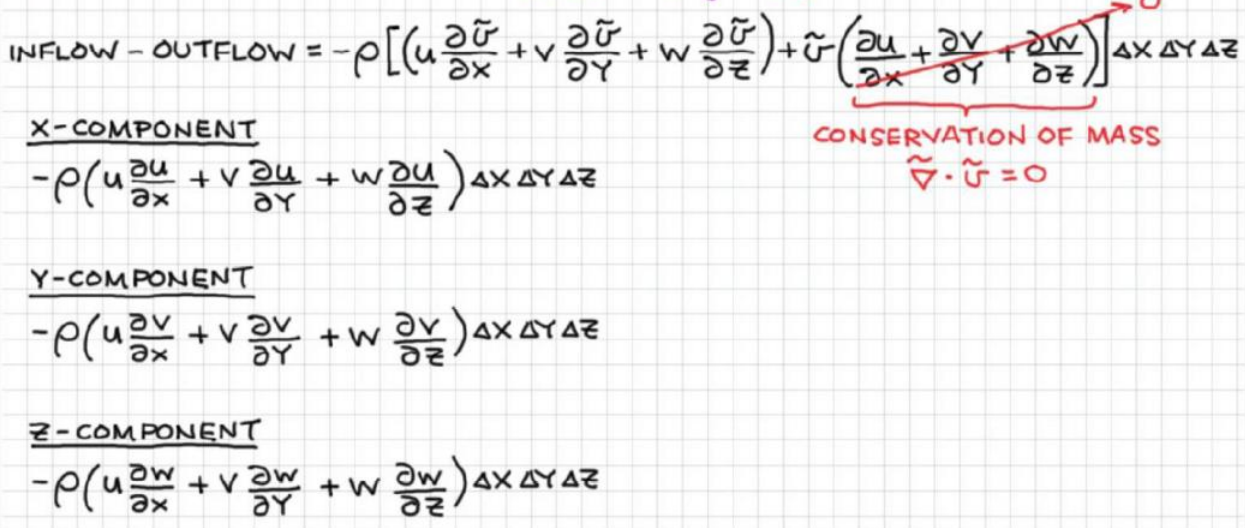 INFLOW - OUTFLOW = -ρ[(u ∂ṽ/∂x + v ∂ṽ/∂Y + w ∂ṽ/∂z) + ṽ(∂u/∂x + ∂v/∂Y + ∂w/∂z)] ΔX ΔY ΔZ
CONSERVATION OF MASS
∇̃ · ṽ = 0
X-COMPONENT
-ρ(u ∂u/∂x + v ∂u/∂Y + w ∂u/∂z) ΔX ΔY ΔZ
Y-COMPONENT
-ρ(u ∂v/∂x + v ∂v/∂Y + w ∂v/∂z) ΔX ΔY ΔZ
Z-COMPONENT
-ρ(u ∂w/∂x + v ∂w/∂Y + w ∂w/∂z) ΔX ΔY ΔZ